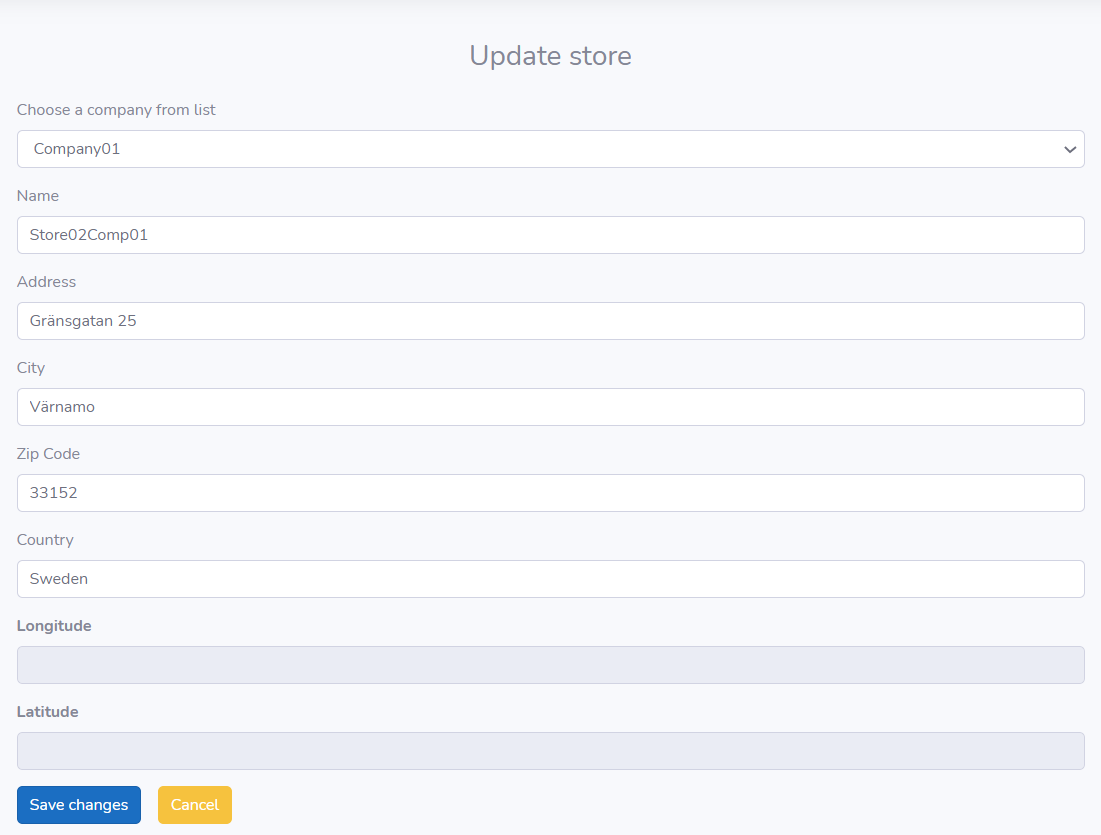 Update store
Choose a company from list
Company01
Name
Store02Comp01
Address
Gränsgatan 25
City
Värnamo
Zip Code
33152
Country
Sweden
Longitude
Latitude
Save changes
Cancel